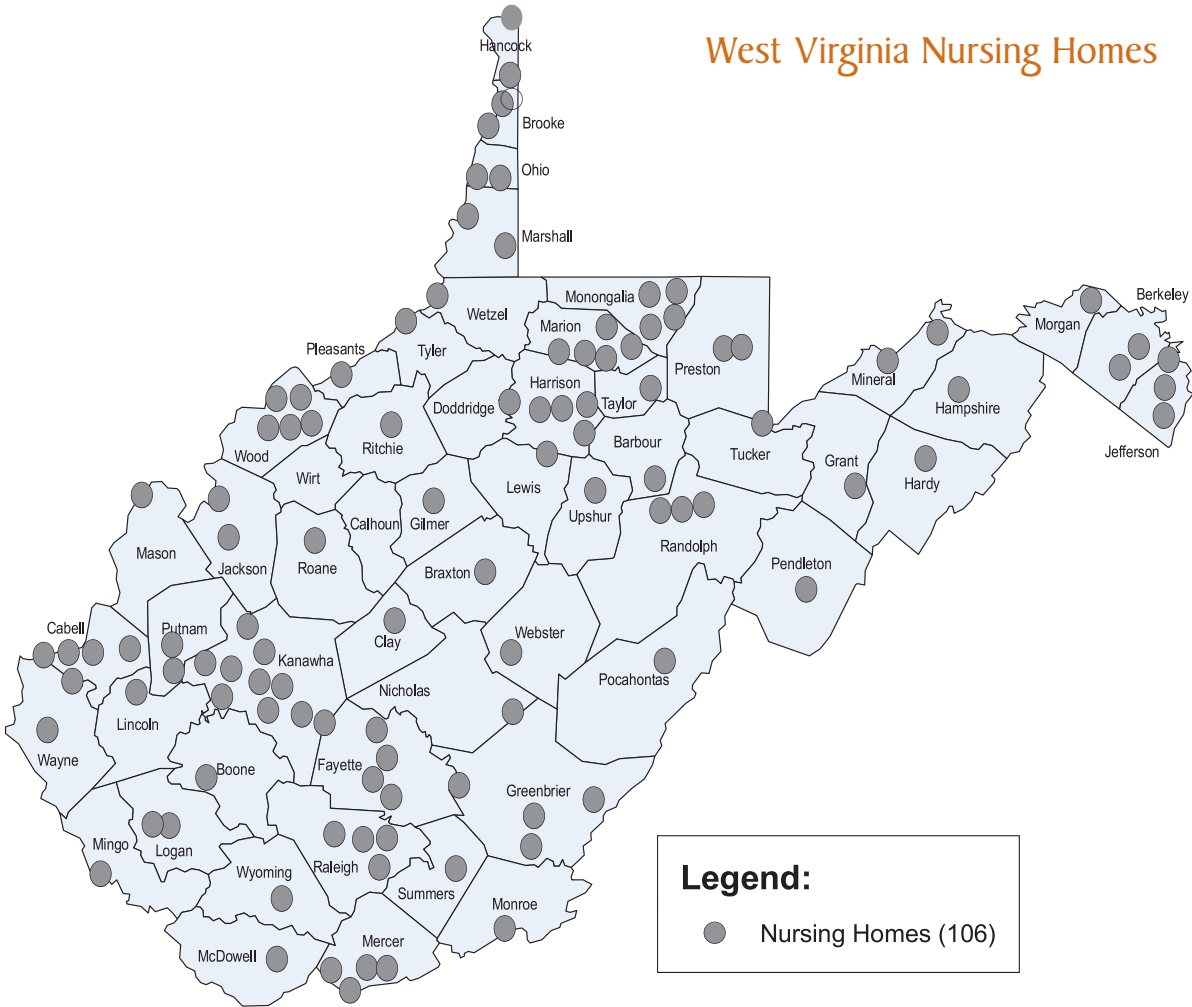 West Virginia Nursing Homes
Hancock
Brooke
Ohio
Marshall
Wetzel
Monongalia
Marion
Tyler
Pleasants
Preston
Morgan
Berkeley
Mineral
Hampshire
Jefferson
Harrison
Taylor
Doddridge
Ritchie
Wood
Wirt
Barbour
Tucker
Grant
Hardy
Lewis
Upshur
Gilmer
Calhoun
Randolph
Mason
Jackson
Roane
Braxton
Pendleton
Cabell
Putnam
Clay
Webster
Kanawha
Pocahontas
Nicholas
Lincoln
Wayne
Boone
Fayette
Greenbrier
Mingo
Logan
Wyoming
Raleigh
Summers
Monroe
Mercer
McDowell
Legend:
Nursing Homes (106)